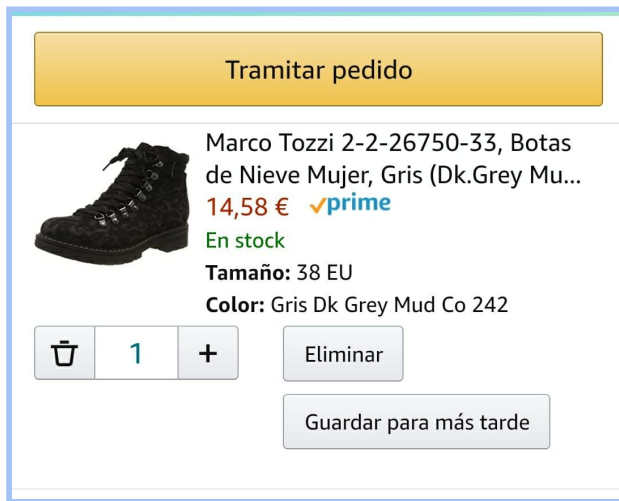 Tramitar pedido
Marco Tozzi 2-2-26750-33, Botas
de Nieve Mujer, Gris (Dk.Grey Mu...
14,58 € prime
En stock
Tamaño: 38 EU
Color: Gris Dk Grey Mud Co 242
1 + Eliminar
Guardar para más tarde